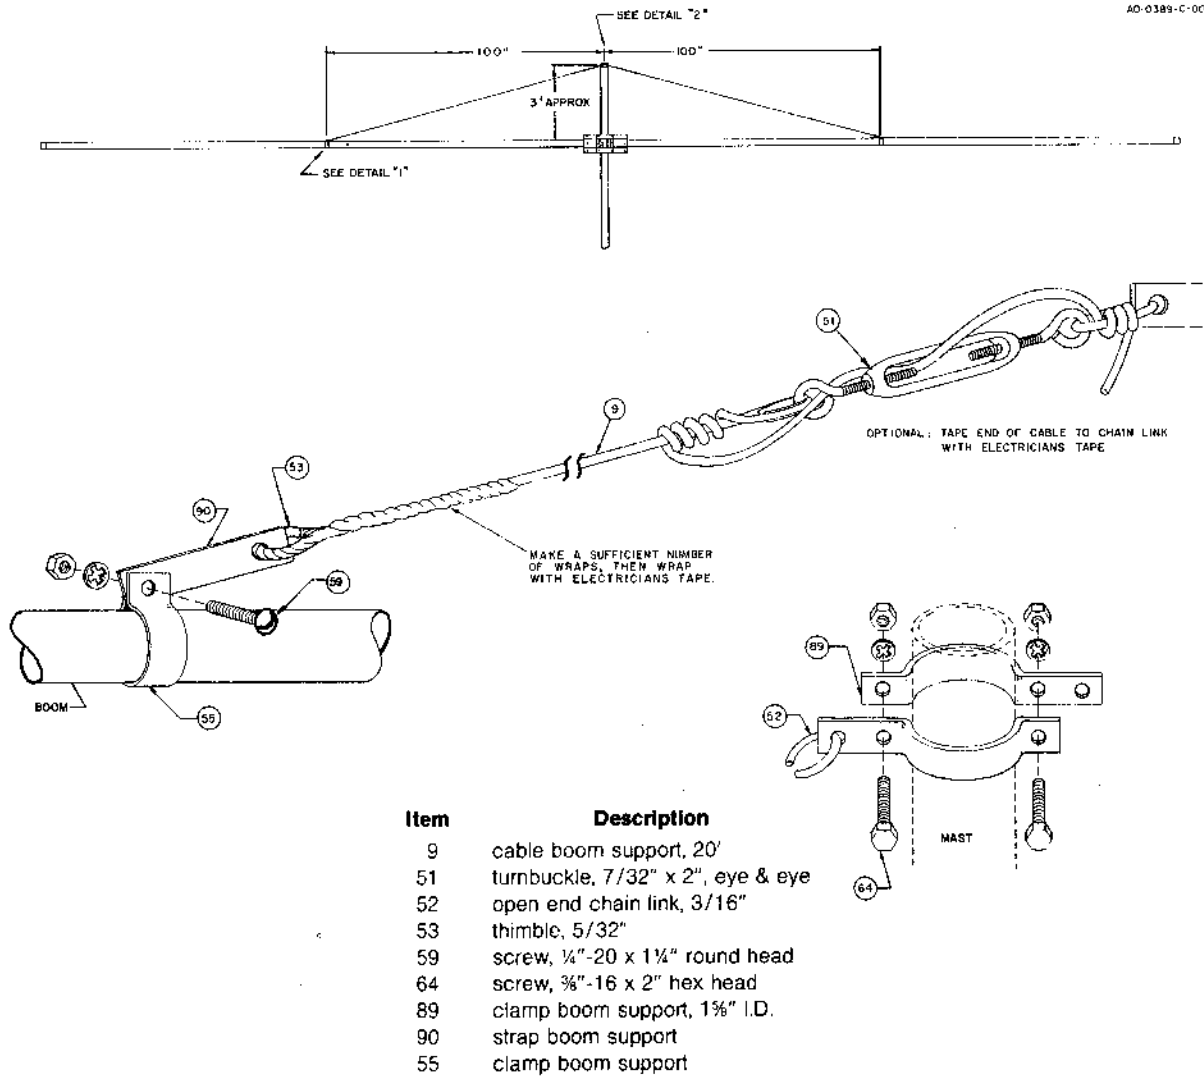 AO-0389-C-00
SEE DETAIL "2"
100"
100"
3' APPROX
SEE DETAIL "1"
51
9
OPTIONAL: TAPE END OF CABLE TO CHAIN LINK
WITH ELECTRICIANS TAPE
53
90
MAKE A SUFFICIENT NUMBER
OF WRAPS, THEN WRAP
WITH ELECTRICIANS TAPE.
59
89
BOOM
55
52
MAST
64
Item Description
9 cable boom support, 20'
51 turnbuckle, 7/32" x 2", eye & eye
52 open end chain link, 3/16"
53 thimble, 5/32"
59 screw, ¼"-20 x 1¼" round head
64 screw, ⅜"-16 x 2" hex head
89 clamp boom support, 1⅝" I.D.
90 strap boom support
55 clamp boom support